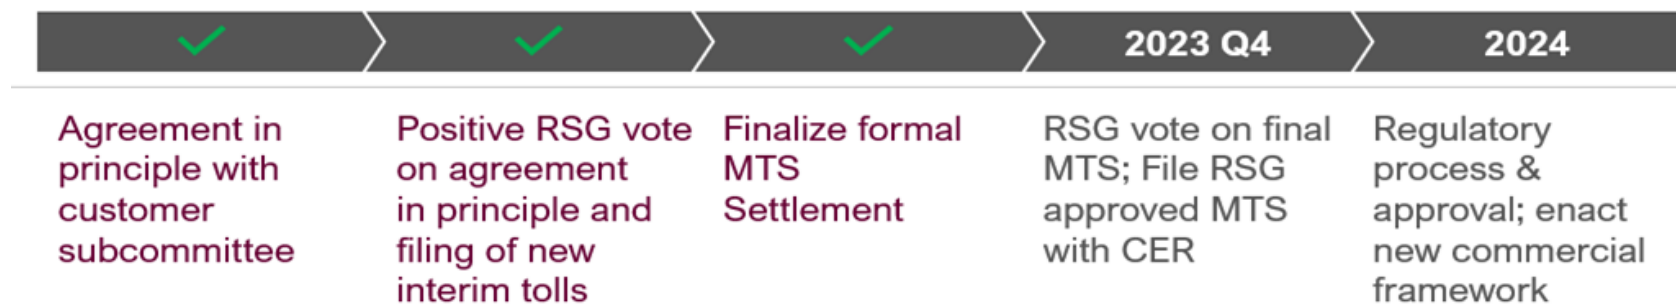 2023 Q4
2024
Agreement in
principle with
customer
subcommittee
Positive RSG vote
on agreement
in principle and
filing of new
interim tolls
Finalize formal
MTS
Settlement
RSG vote on final
MTS; File RSG
approved MTS
with CER
Regulatory
process &
approval; enact
new commercial
framework